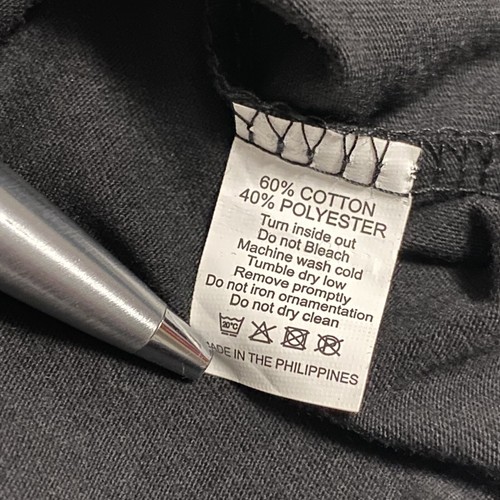 60% COTTON
40% POLYESTER
Turn inside out
Do not Bleach
Machine wash cold
Tumble dry low
Remove promptly
Do not iron ornamentation
Do not dry clean
30°C
MADE IN THE PHILIPPINES